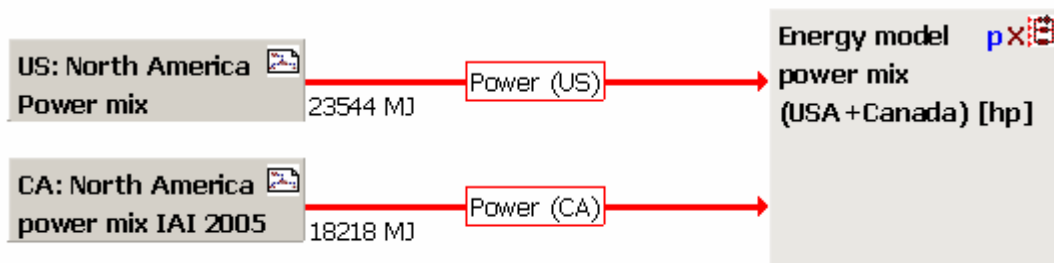 US: North America
Power mix
23544 MJ
Power (US)
CA: North America
power mix IAI 2005
18218 MJ
Power (CA)
Energy model pX
power mix
(USA+Canada) [hp]